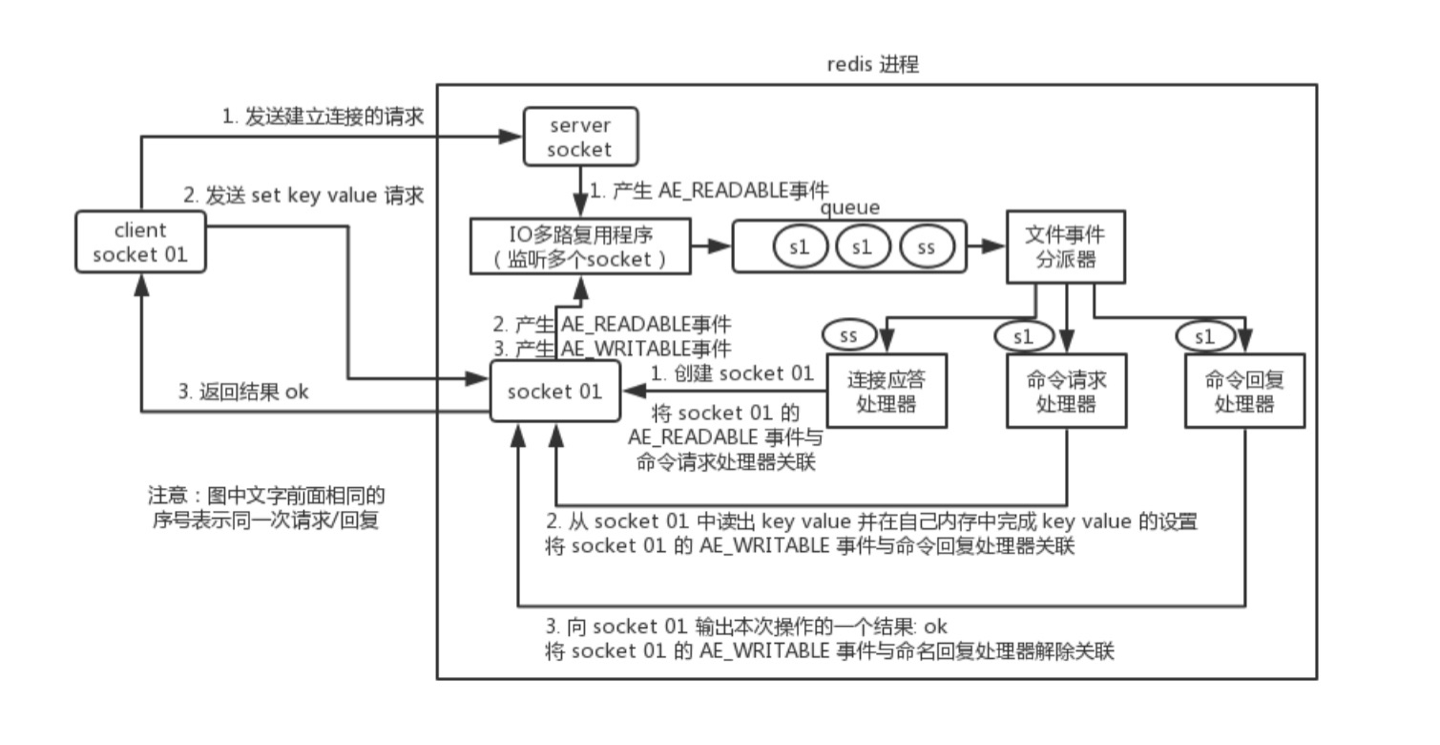 redis 进程
1. 发送建立连接的请求
server
socket
1. 产生 AE_READABLE事件
2. 发送 set key value 请求
queue
client
socket 01
IO多路复用程序
（监听多个socket）
s1
s1
ss
文件事件
分派器
2. 产生 AE_READABLE事件
3. 产生 AE_WRITABLE事件
ss
s1
s1
3. 返回结果 ok
socket 01
1. 创建 socket 01
将 socket 01 的
AE_READABLE 事件与
命令请求处理器关联
连接应答
处理器
命令请求
处理器
命令回复
处理器
注意：图中文字前面相同的
序号表示同一次请求/回复
2. 从 socket 01 中读出 key value 并在自己内存中完成 key value 的设置
将 socket 01 的 AE_WRITABLE 事件与命令回复处理器关联
3. 向 socket 01 输出本次操作的一个结果: ok
将 socket 01 的 AE_WRITABLE 事件与命名回复处理器解除关联